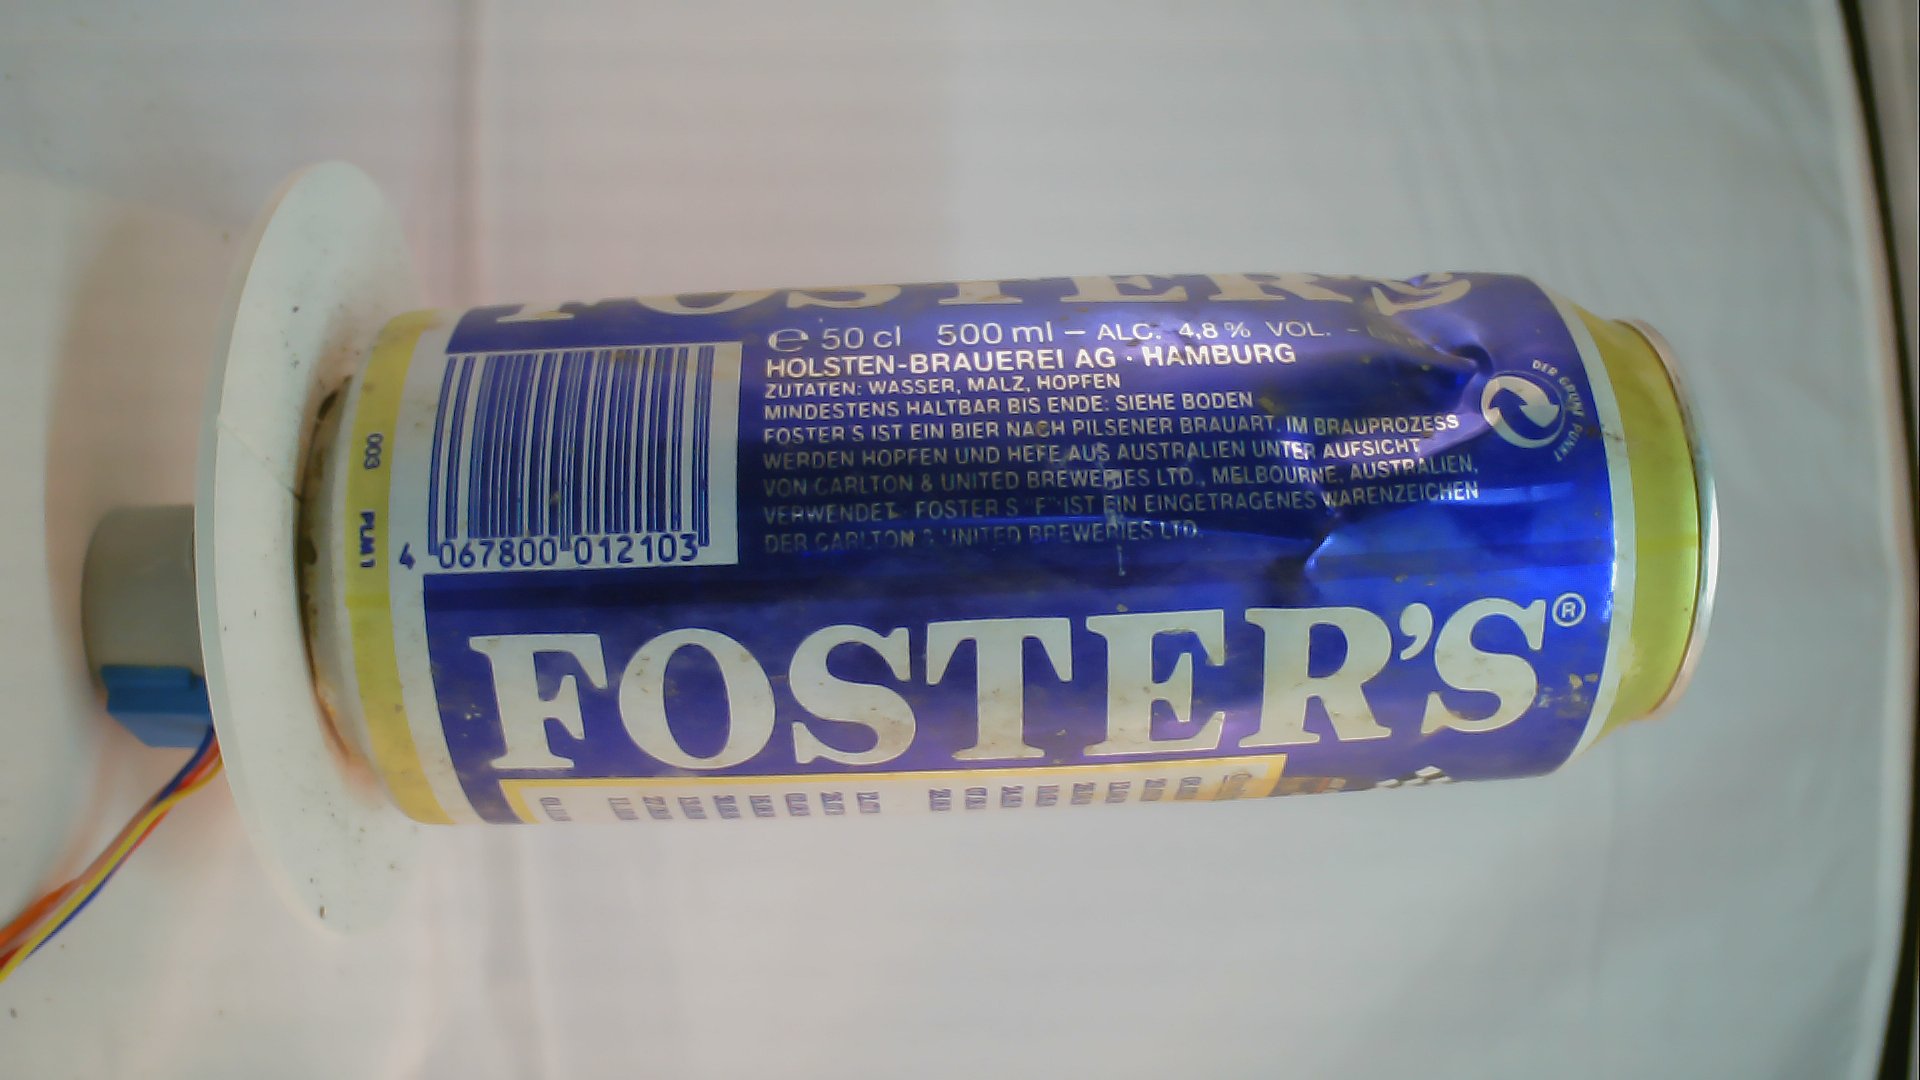 FOSTER'S
e 50 cl 500 ml – ALC. 4,8 % VOL.
HOLSTEN-BRAUEREI AG · HAMBURG
ZUTATEN: WASSER, MALZ, HOPFEN
MINDESTENS HALTBAR BIS ENDE: SIEHE BODEN
FOSTER S IST EIN BIER NACH PILSENER BRAUART. IM BRAUPROZESS
WERDEN HOPFEN UND HEFE AUS AUSTRALIEN UNTER AUFSICHT
VON CARLTON & UNITED BREWERIES LTD., MELBOURNE, AUSTRALIEN,
VERWENDET. FOSTER S "F" IST EIN EINGETRAGENES WARENZEICHEN
DER CARLTON & UNITED BREWERIES LTD.
DER GRÜNE PUNKT
4 067800 012103
003 PLM1
FOSTER'S®